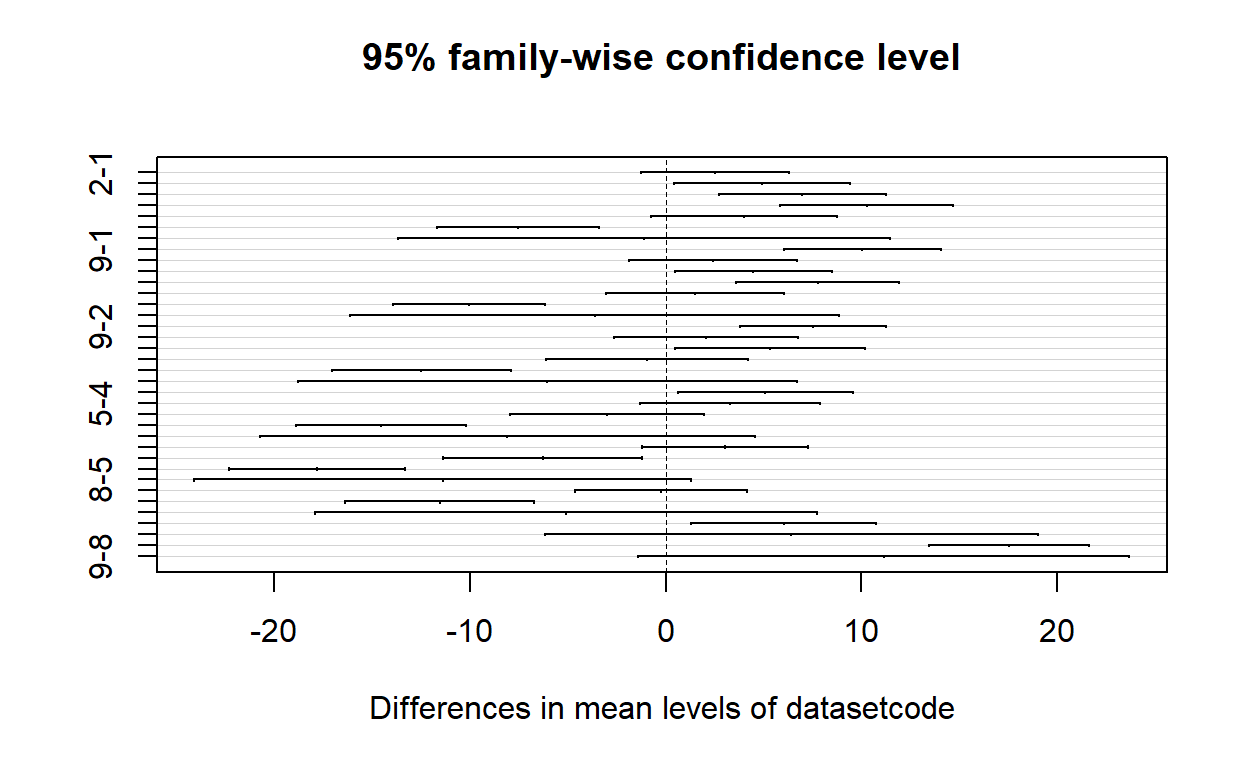 95% family-wise confidence level
2-1
9-1
9-2
5-4
8-5
9-8
-20 -10 0 10 20
Differences in mean levels of datasetcode